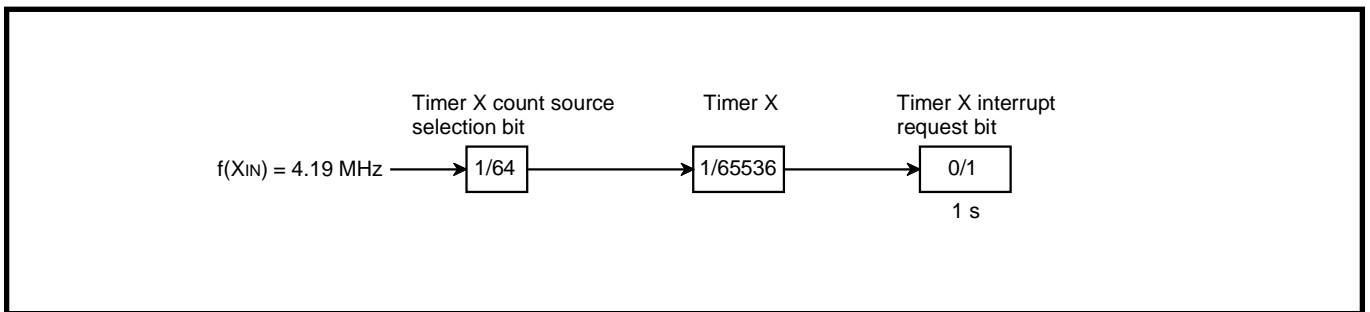 Timer X count source
selection bit
Timer X
Timer X interrupt
request bit
f(XIN) = 4.19 MHz
1/64
1/65536
0/1
1 s